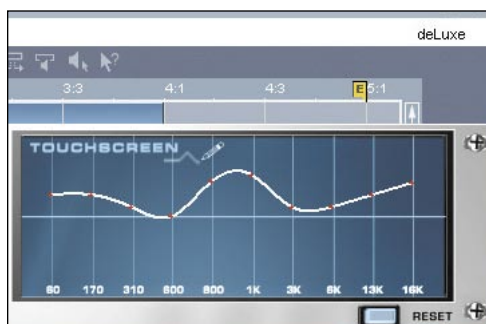 deLuxe
3:3 4:1 4:3 E 5:1
TOUCHSCREEN
60 170 310 600 800 1K 3K 6K 13K 16K
RESET